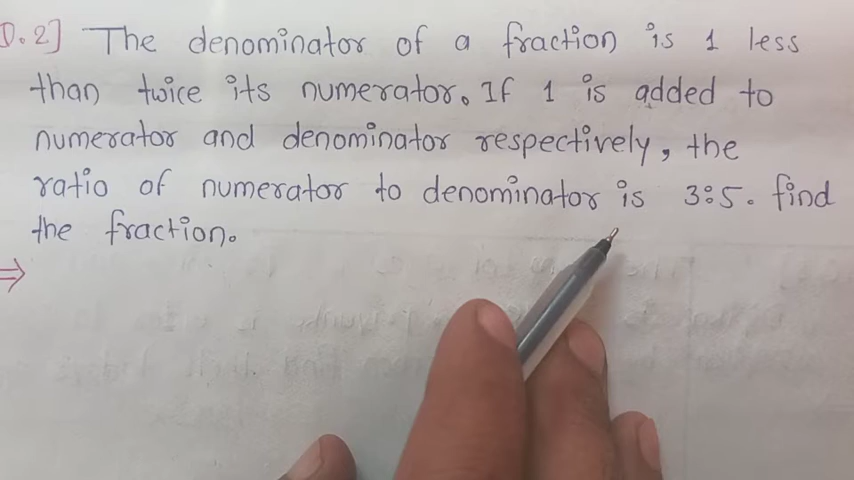 Q.2] The denominator of a fraction is 1 less
than twice its numerator. If 1 is added to
numerator and denominator respectively, the
ratio of numerator to denominator is 3:5. find
the fraction.
⇒